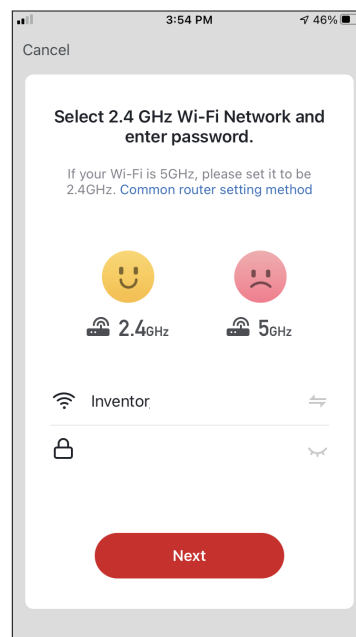 3:54 PM
46%
Cancel
Select 2.4 GHz Wi-Fi Network and
enter password.
If your Wi-Fi is 5GHz, please set it to be
2.4GHz. Common router setting method
2.4GHz
5GHz
Inventor
Next